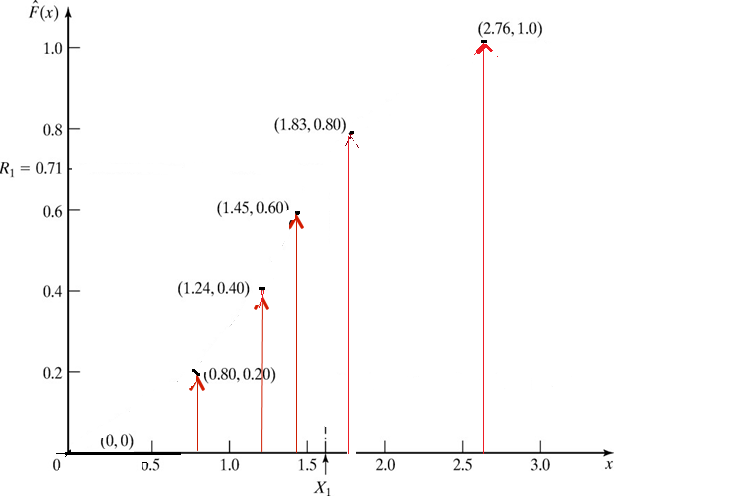 F̂(x)
(2.76, 1.0)
1.0
(1.83, 0.80)
0.8
R₁ = 0.71
(1.45, 0.60)
0.6
(1.24, 0.40)
0.4
0.2
(0.80, 0.20)
(0, 0)
0 0.5 1.0 1.5 2.0 2.5 3.0 x
X₁